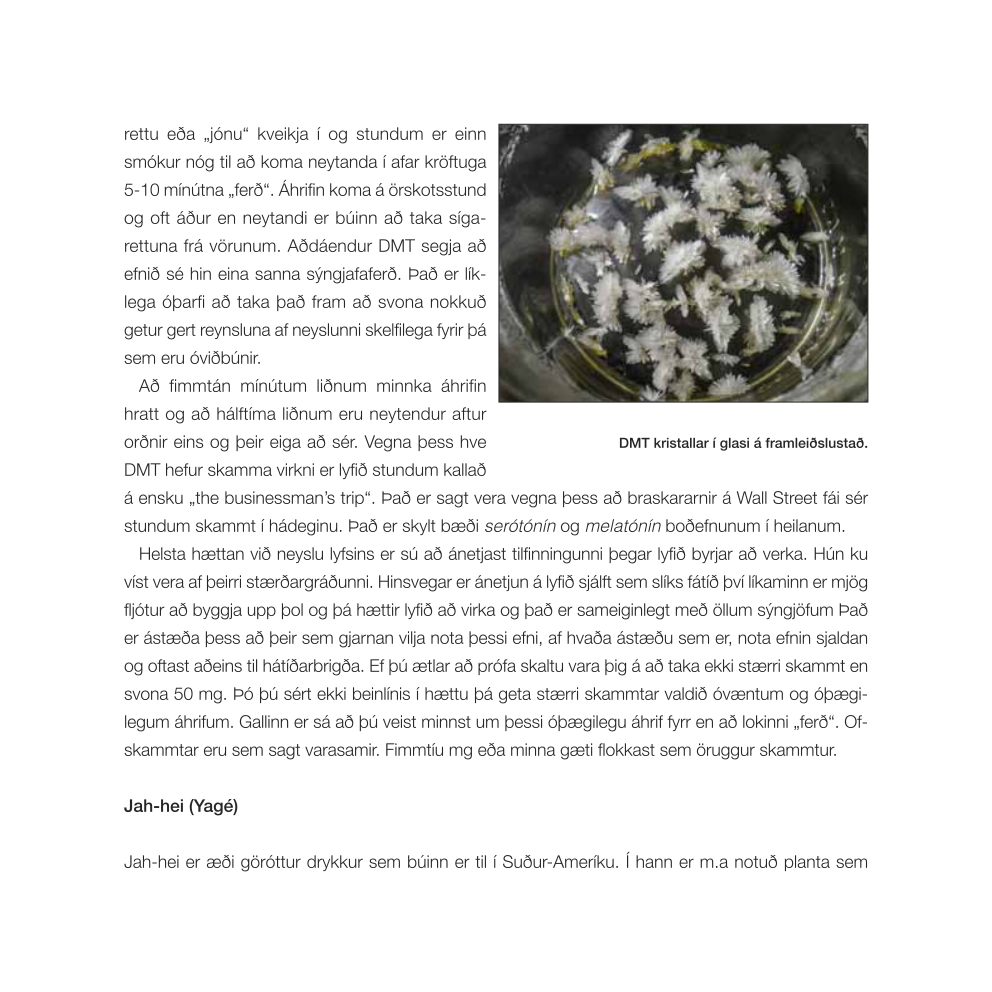 rettu eða „jónu“ kveikja í og stundum er einn
smókur nóg til að koma neytanda í afar kröftuga
5-10 mínútna „ferð“. Áhrifin koma á örskotsstund
og oft áður en neytandi er búinn að taka síga-
rettuna frá vörunum. Aðdáendur DMT segja að
efnið sé hin eina sanna sýngjafaferð. Það er lík-
lega óþarfi að taka það fram að svona nokkuð
getur gert reynsluna af neyslunni skelfilega fyrir þá
sem eru óviðbúnir.
Að fimmtán mínútum liðnum minnka áhrifin
hratt og að hálftíma liðnum eru neytendur aftur
orðnir eins og þeir eiga að sér. Vegna þess hve
DMT hefur skamma virkni er lyfið stundum kallað
DMT kristallar í glasi á framleiðslustað.
á ensku „the businessman’s trip“. Það er sagt vera vegna þess að braskararnir á Wall Street fái sér
stundum skammt í hádeginu. Það er skylt bæði serótónín og melatónín boðefnunum í heilanum.
Helsta hættan við neyslu lyfsins er sú að ánetjast tilfinningunni þegar lyfið byrjar að verka. Hún ku
víst vera af þeirri stærðargráðunni. Hinsvegar er ánetjun á lyfið sjálft sem slíks fátíð því líkaminn er mjög
fljótur að byggja upp þol og þá hættir lyfið að virka og það er sameiginlegt með öllum sýngjöfum Það
er ástæða þess að þeir sem gjarnan vilja nota þessi efni, af hvaða ástæðu sem er, nota efnin sjaldan
og oftast aðeins til hátíðarbrigða. Ef þú ætlar að prófa skaltu vara þig á að taka ekki stærri skammt en
svona 50 mg. Þó þú sért ekki beinlínis í hættu þá geta stærri skammtar valdið óvæntum og óþægi-
legum áhrifum. Gallinn er sá að þú veist minnst um þessi óþægilegu áhrif fyrr en að lokinni „ferð“. Of-
skammtar eru sem sagt varasamir. Fimmtíu mg eða minna gæti flokkast sem öruggur skammtur.
Jah-hei (Yagé)
Jah-hei er æði göróttur drykkur sem búinn er til í Suður-Ameríku. Í hann er m.a notuð planta sem